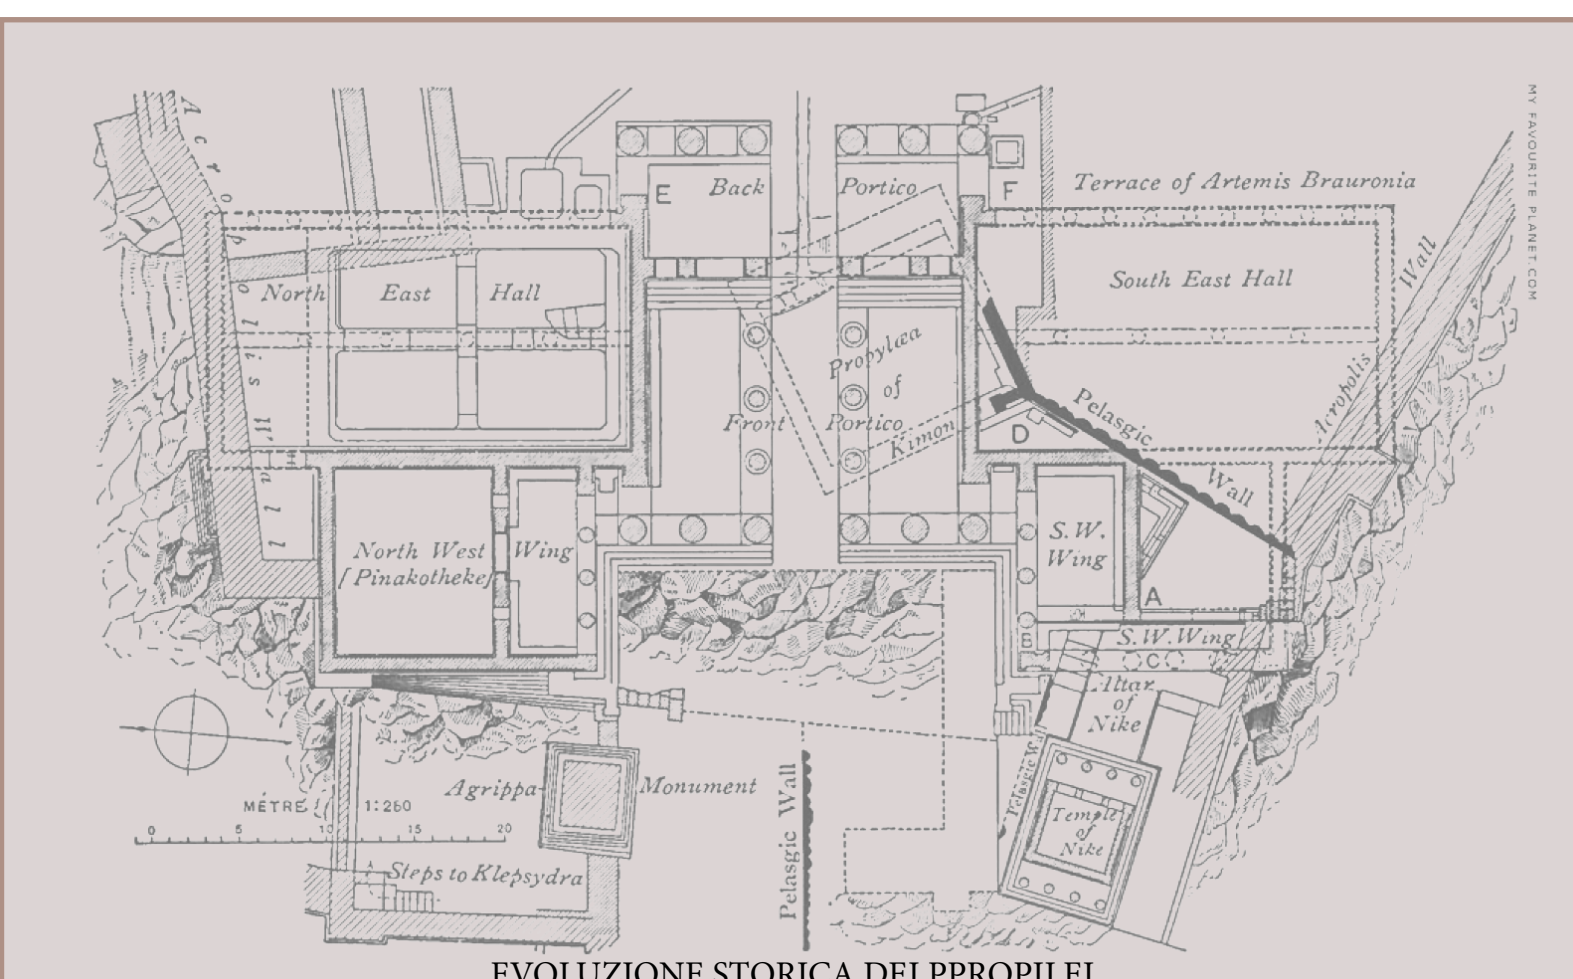 MY FAVOURITE PLANET.COM
Acropolis Wall
E Back Portico F
Terrace of Artemis Brauronia
North East Hall
South East Hall
Wall
Acropolis
Propylæa
of
Kimon
Front Portico
D
Pelasgic
Wall
H
North West Wing
[Pinakotheke]
S.W.
Wing
A
B
S.W.Wing
C
Altar
of
Nike
Pelasgic W.
Temple
of
Nike
Agrippa- Monument
Pelasgic Wall
MÈTRE 1:250
0 5 10 15 20
Steps to Klepsydra
EVOLUZIONE STORICA DEI PPROPILEI